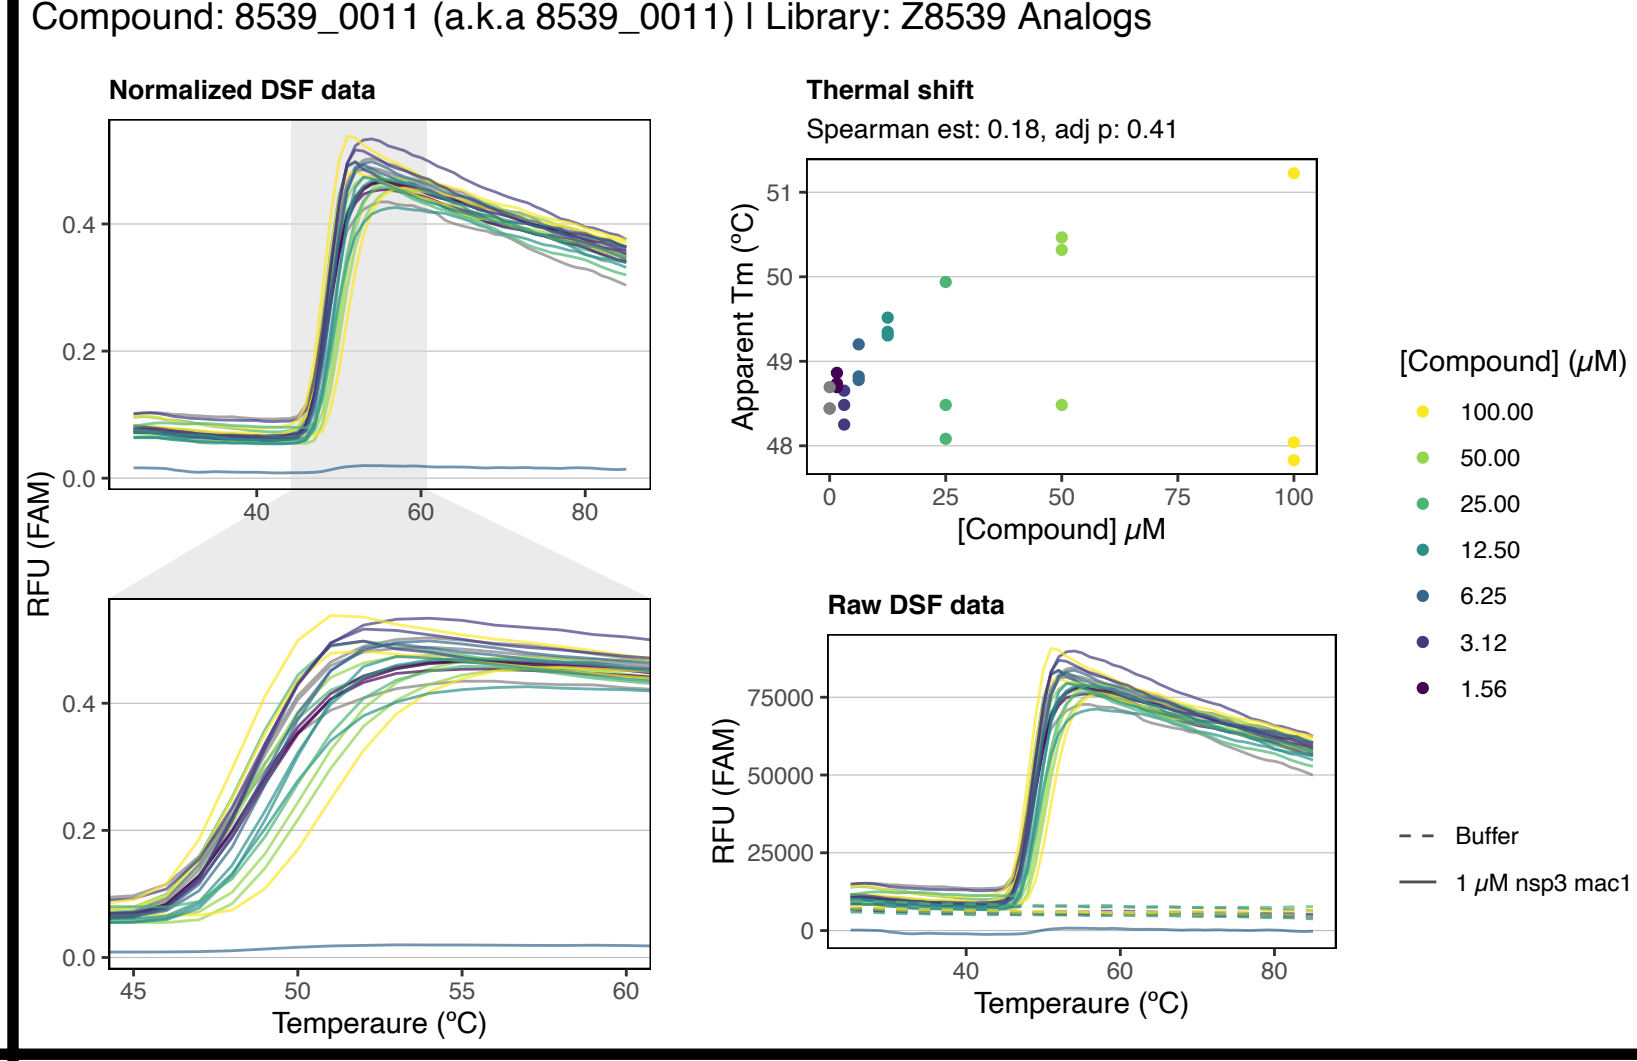 Compound: 8539_0011 (a.k.a 8539_0011) | Library: Z8539 Analogs
Normalized DSF data
0.4
0.2
0.0
40 60 80
RFU (FAM)
0.4
0.2
0.0
45 50 55 60
Temperaure (ºC)
Thermal shift
Spearman est: 0.18, adj p: 0.41
Apparent Tm (ºC)
51
50
49
48
0 25 50 75 100
[Compound] µM
Raw DSF data
RFU (FAM)
75000
50000
25000
0
40 60 80
Temperaure (ºC)
[Compound] (µM)
100.00
50.00
25.00
12.50
6.25
3.12
1.56
Buffer
1 µM nsp3 mac1